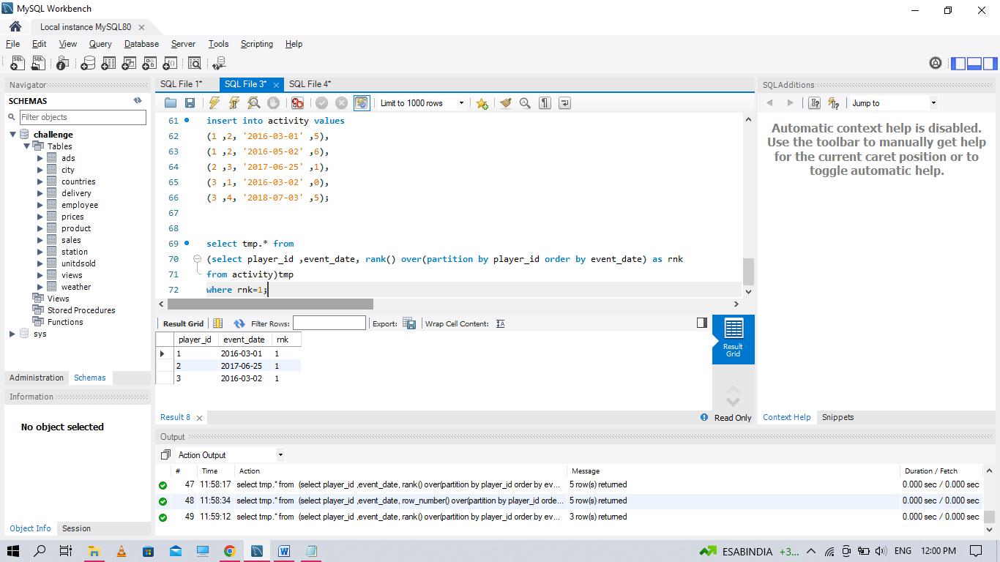 MySQL Workbench
Local instance MySQL80
File Edit View Query Database Server Tools Scripting Help
Navigator
SCHEMAS
Filter objects
challenge
Tables
ads
city
countries
delivery
employee
prices
product
sales
station
unitdsold
views
weather
Views
Stored Procedures
Functions
sys
Administration Schemas
Information
No object selected
Object Info Session
SQL File 1* SQL File 3* SQL File 4*
Limit to 1000 rows
61 insert into activity values
62 (1 ,2, '2016-03-01' ,5),
63 (1 ,2, '2016-05-02' ,6),
64 (2 ,3, '2017-06-25' ,1),
65 (3 ,1, '2016-03-02' ,0),
66 (3 ,4, '2018-07-03' ,5);
67
68
69 select tmp.* from
70 (select player_id ,event_date, rank() over(partition by player_id order by event_date) as rnk
71 from activity)tmp
72 where rnk=1;
Result Grid Filter Rows: Export: Wrap Cell Content:
player_id event_date rnk
1 2016-03-01 1
2 2017-06-25 1
3 2016-03-02 1
Result Grid
Result 8
Read Only
SQLAdditions
Jump to
Automatic context help is disabled.
Use the toolbar to manually get help
for the current caret position or to
toggle automatic help.
Context Help Snippets
Output
Action Output
# Time Action Message Duration / Fetch
47 11:58:17 select tmp.* from (select player_id ,event_date, rank() over(partition by player_id order by ev... 5 row(s) returned 0.000 sec / 0.000 sec
48 11:58:34 select tmp.* from (select player_id ,event_date, row_number() over(partition by player_id orde... 5 row(s) returned 0.000 sec / 0.000 sec
49 11:59:12 select tmp.* from (select player_id ,event_date, rank() over(partition by player_id order by ev... 3 row(s) returned 0.000 sec / 0.000 sec
ESABINDIA +3... ENG 12:00 PM